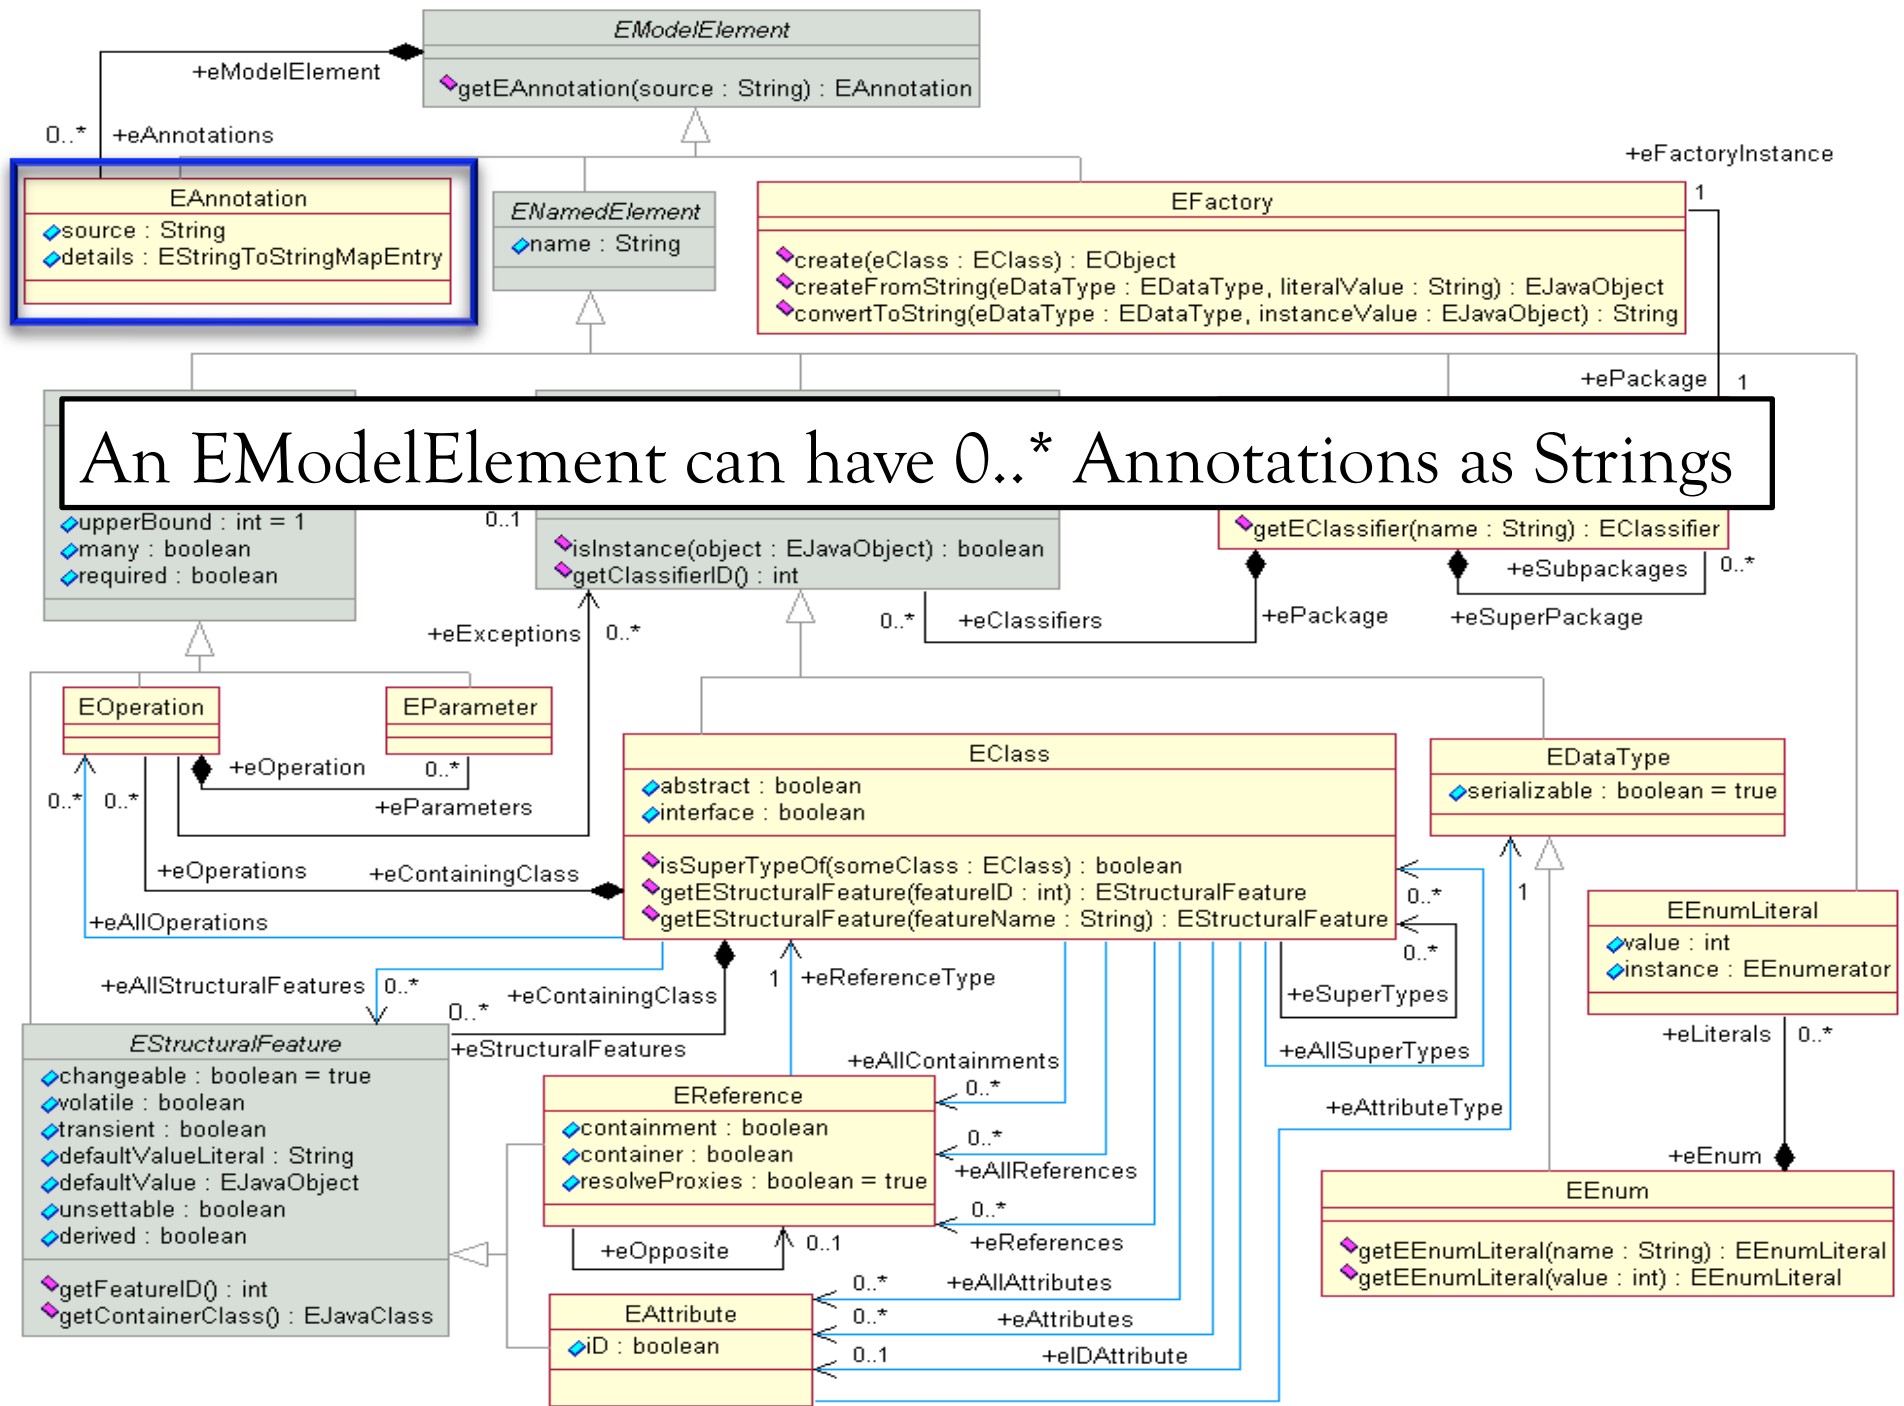 EModelElement
getEAnnotation(source : String) : EAnnotation
+eModelElement
0..*
+eAnnotations
+eFactoryInstance
1
EAnnotation
source : String
details : EStringToStringMapEntry
ENamedElement
name : String
EFactory
create(eClass : EClass) : EObject
createFromString(eDataType : EDataType, literalValue : String) : EJavaObject
convertToString(eDataType : EDataType, instanceValue : EJavaObject) : String
+ePackage
1
An EModelElement can have 0..* Annotations as Strings
upperBound : int = 1
many : boolean
required : boolean
0..1
isInstance(object : EJavaObject) : boolean
getClassifierID() : int
getEClassifier(name : String) : EClassifier
+eSubpackages
0..*
+eSuperPackage
+ePackage
0..*
+eClassifiers
+eExceptions
0..*
EOperation
EParameter
+eOperation
0..*
+eParameters
0..*
0..*
+eOperations
+eContainingClass
+eAllOperations
EClass
abstract : boolean
interface : boolean
isSuperTypeOf(someClass : EClass) : boolean
getEStructuralFeature(featureID : int) : EStructuralFeature
getEStructuralFeature(featureName : String) : EStructuralFeature
EDataType
serializable : boolean = true
0..*
1
0..*
+eSuperTypes
+eAllSuperTypes
EEnumLiteral
value : int
instance : EEnumerator
+eLiterals
0..*
+eAllStructuralFeatures
0..*
0..*
+eContainingClass
+eStructuralFeatures
1
+eReferenceType
EStructuralFeature
changeable : boolean = true
volatile : boolean
transient : boolean
defaultValueLiteral : String
defaultValue : EJavaObject
unsettable : boolean
derived : boolean
getFeatureID() : int
getContainerClass() : EJavaClass
+eAllContainments
0..*
EReference
containment : boolean
container : boolean
resolveProxies : boolean = true
0..*
+eAllReferences
0..*
+eReferences
+eOpposite
0..1
+eAttributeType
+eEnum
EEnum
getEEnumLiteral(name : String) : EEnumLiteral
getEEnumLiteral(value : int) : EEnumLiteral
0..*
+eAllAttributes
EAttribute
iD : boolean
0..*
+eAttributes
0..1
+eIDAttribute